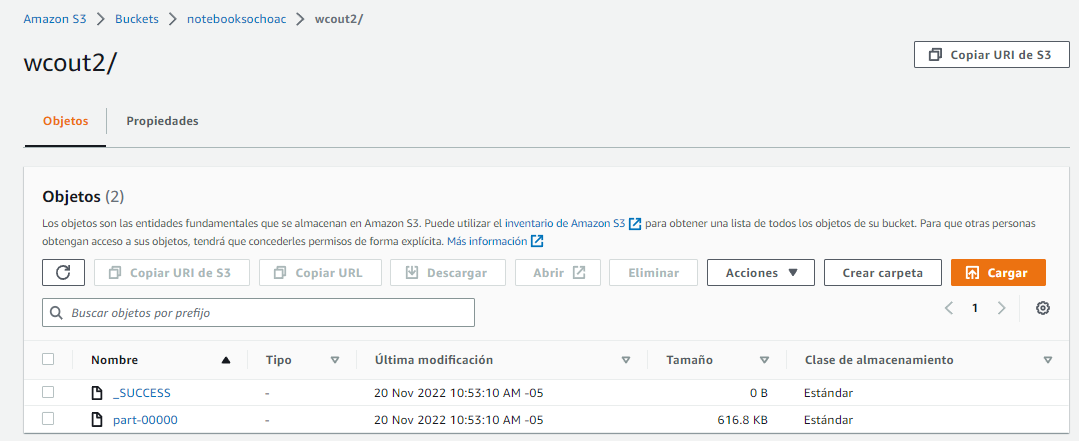 Amazon S3 > Buckets > notebooksochoac > wcout2/
wcout2/
Copiar URI de S3
Objetos Propiedades
Objetos (2)
Los objetos son las entidades fundamentales que se almacenan en Amazon S3. Puede utilizar el inventario de Amazon S3 para obtener una lista de todos los objetos de su bucket. Para que otras personas
obtengan acceso a sus objetos, tendrá que concederles permisos de forma explícita. Más información
Copiar URI de S3 Copiar URL Descargar Abrir Eliminar Acciones Crear carpeta Cargar
Buscar objetos por prefijo
1
Nombre Tipo Última modificación Tamaño Clase de almacenamiento
_SUCCESS - 20 Nov 2022 10:53:10 AM -05 0 B Estándar
part-00000 - 20 Nov 2022 10:53:10 AM -05 616.8 KB Estándar